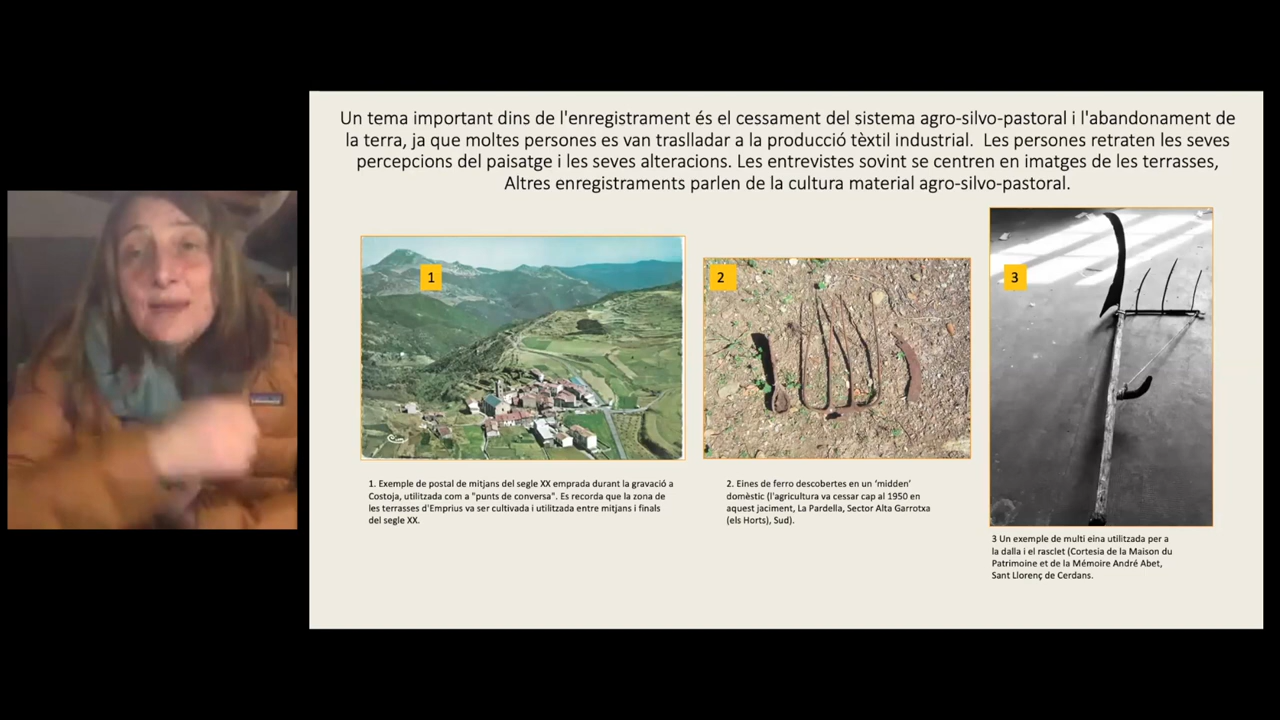 Un tema important dins de l'enregistrament és el cessament del sistema agro-silvo-pastoral i l'abandonament de
la terra, ja que moltes persones es van traslladar a la producció tèxtil industrial.  Les persones retraten les seves
percepcions del paisatge i les seves alteracions. Les entrevistes sovint se centren en imatges de les terrasses,
Altres enregistraments parlen de la cultura material agro-silvo-pastoral.
1
2
3
1. Exemple de postal de mitjans del segle XX emprada durant la gravació a
Costoja, utilitzada com a "punts de conversa". Es recorda que la zona de
les terrasses d'Emprius va ser cultivada i utilitzada entre mitjans i finals
del segle XX.
2. Eines de ferro descobertes en un 'midden'
domèstic (l'agricultura va cessar cap al 1950 en
aquest jaciment, La Pardella, Sector Alta Garrotxa
(els Horts), Sud).
3 Un exemple de multi eina utilitzada per a
la dalla i el rasclet (Cortesia de la Maison du
Patrimoine et de la Mémoire André Abet,
Sant Llorenç de Cerdans.